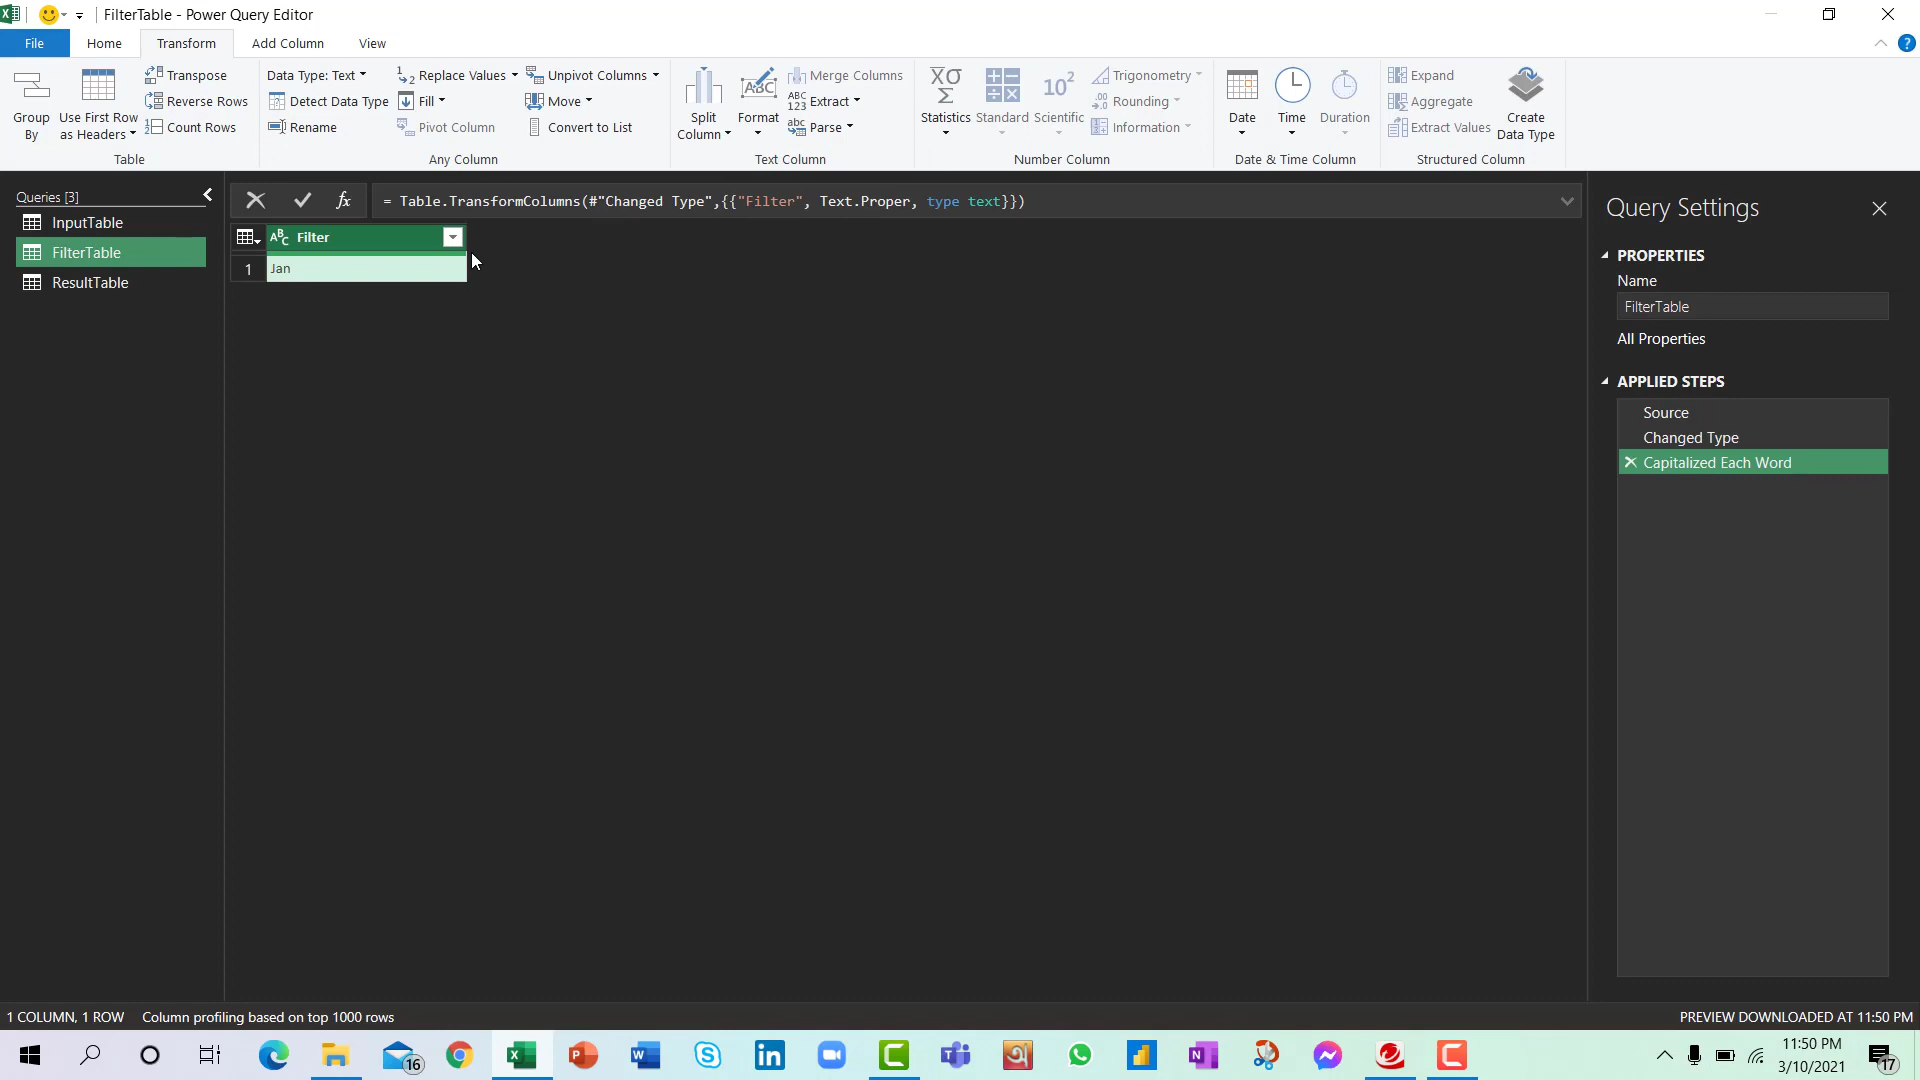 FilterTable - Power Query Editor
File
Home
Transform
Add Column
View
Group By
Use First Row as Headers
Transpose
Reverse Rows
Count Rows
Table
Data Type: Text
Detect Data Type
Rename
Replace Values
Fill
Pivot Column
Unpivot Columns
Move
Convert to List
Any Column
Split Column
Format
Merge Columns
Extract
Parse
Text Column
Statistics
Standard
Scientific
Trigonometry
Rounding
Information
Number Column
Date
Time
Duration
Date & Time Column
Expand
Aggregate
Extract Values
Create Data Type
Structured Column
Queries [3]
InputTable
FilterTable
ResultTable
fx
= Table.TransformColumns(#"Changed Type",{{"Filter", Text.Proper, type text}})
ABC Filter
1 Jan
Query Settings
PROPERTIES
Name
FilterTable
All Properties
APPLIED STEPS
Source
Changed Type
Capitalized Each Word
1 COLUMN, 1 ROW
Column profiling based on top 1000 rows
PREVIEW DOWNLOADED AT 11:50 PM
16
11:50 PM
3/10/2021
17